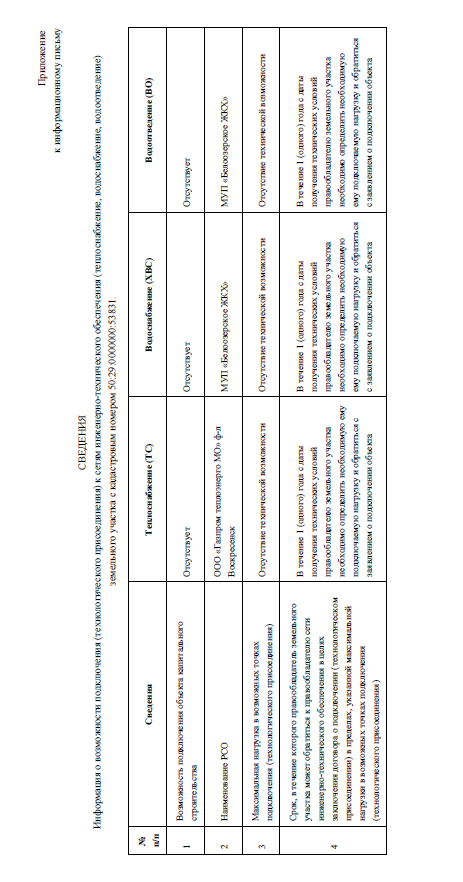 Приложение
к информационному письму
СВЕДЕНИЯ
Информация о возможности подключения (технологического присоединения) к сетям инженерно-технического обеспечения (теплоснабжение, водоснабжение, водоотведение)
земельного участка с кадастровым номером 50:29:0000000:53831.
№
п/п
Сведения
Теплоснабжение (ТС)
Водоснабжение (ХВС)
Водоотведение (ВО)
1
Возможность подключения объекта капитального
строительства
Отсутствует
Отсутствует
Отсутствует
2
Наименование РСО
ООО «Газпром теплоэнерго МО» ф-л
Воскресенск
МУП «Белоозерское ЖКХ»
МУП «Белоозерское ЖКХ»
3
Максимальная нагрузка в возможных точках
подключения (технологического присоединения)
Отсутствие технической возможности
Отсутствие технической возможности
Отсутствие технической возможности
4
Срок, в течение которого правообладатель земельного
участка может обратиться к правообладателю сети
инженерно-технического обеспечения в целях
заключения договора о подключении (технологическом
присоединении) в пределах, указанной максимальной
нагрузки в возможных точках подключения
(технологического присоединения)
В течение 1 (одного) года с даты
получения технических условий
правообладателю земельного участка
необходимо определить необходимую ему
подключаемую нагрузку и обратиться с
заявлением о подключении объекта
В течение 1 (одного) года с даты
получения технических условий
правообладателю земельного участка
необходимо определить необходимую
ему подключаемую нагрузку и обратиться
с заявлением о подключении объекта
В течение 1 (одного) года с даты
получения технических условий
правообладателю земельного участка
необходимо определить необходимую
ему подключаемую нагрузку и обратиться
с заявлением о подключении объекта